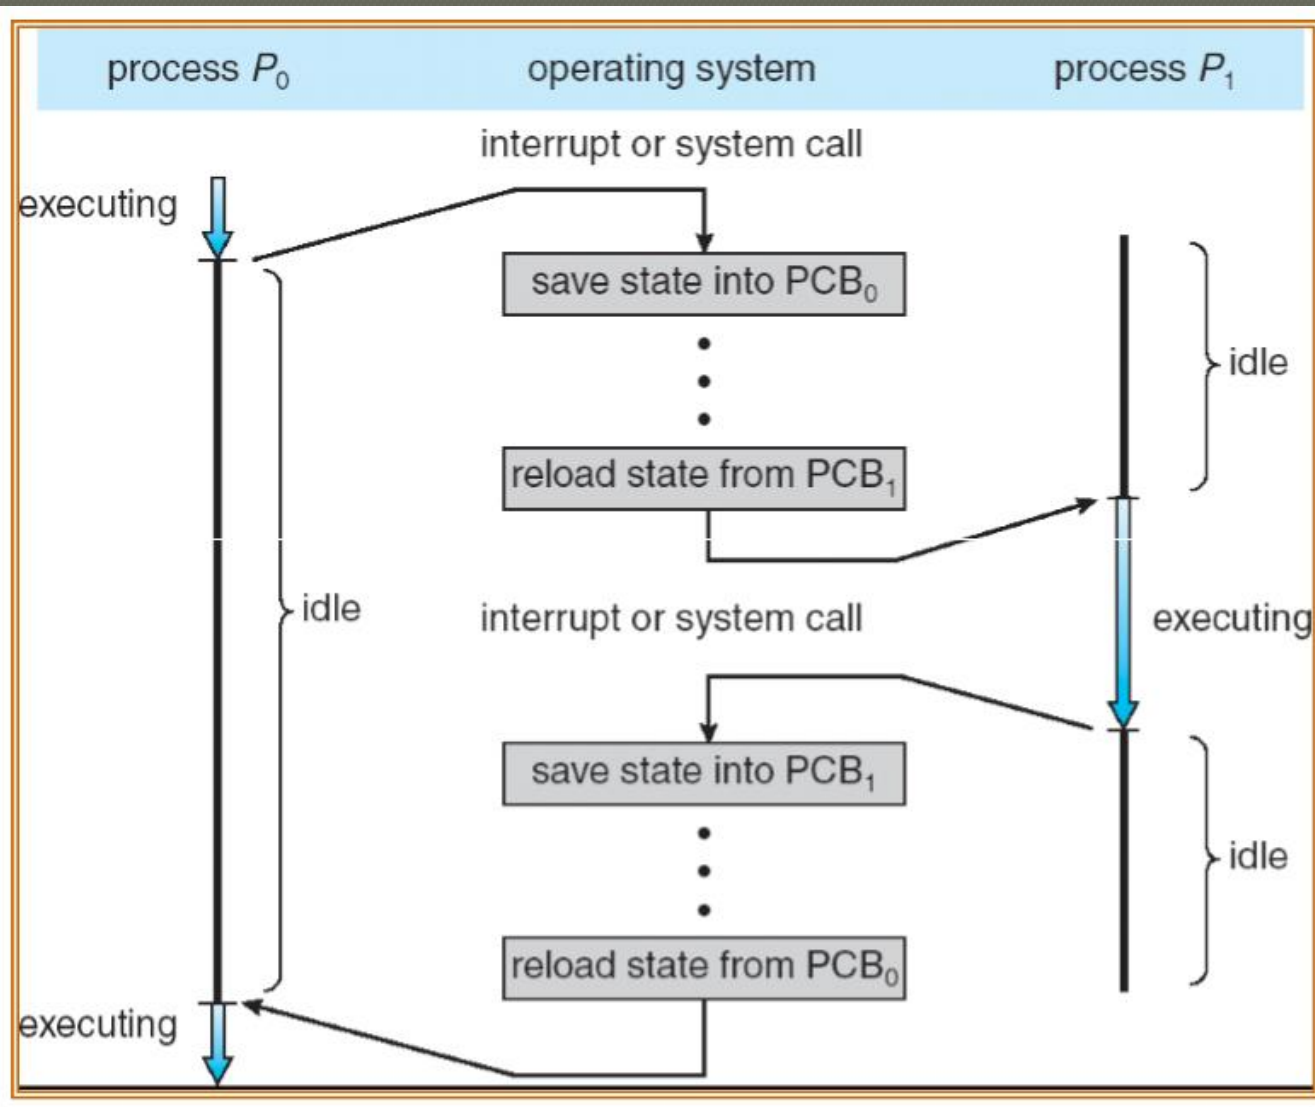 process P₀ operating system process P₁
interrupt or system call
executing
save state into PCB₀
idle
reload state from PCB₁
idle
interrupt or system call
executing
save state into PCB₁
idle
reload state from PCB₀
executing